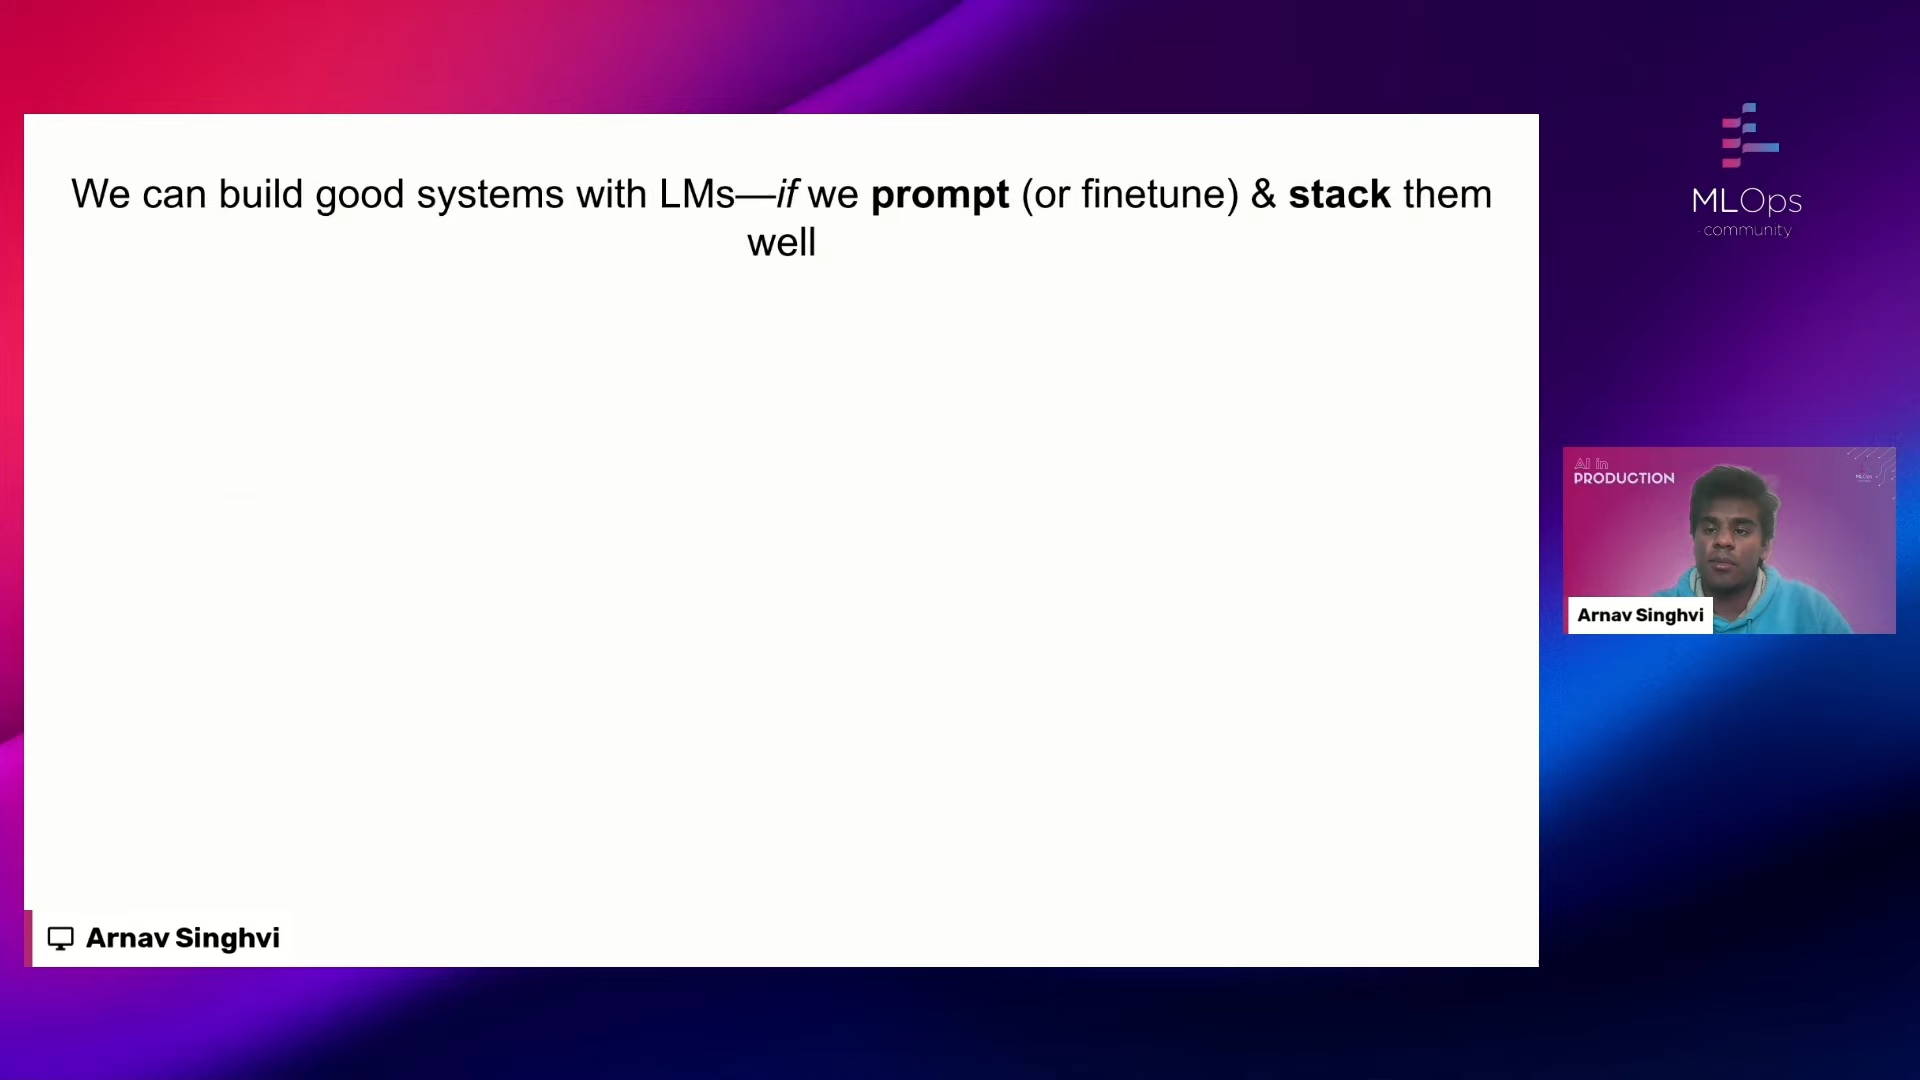 We can build good systems with LMs—if we prompt (or finetune) & stack them
well
MLOps
community
AI in
PRODUCTION
Arnav Singhvi
Arnav Singhvi